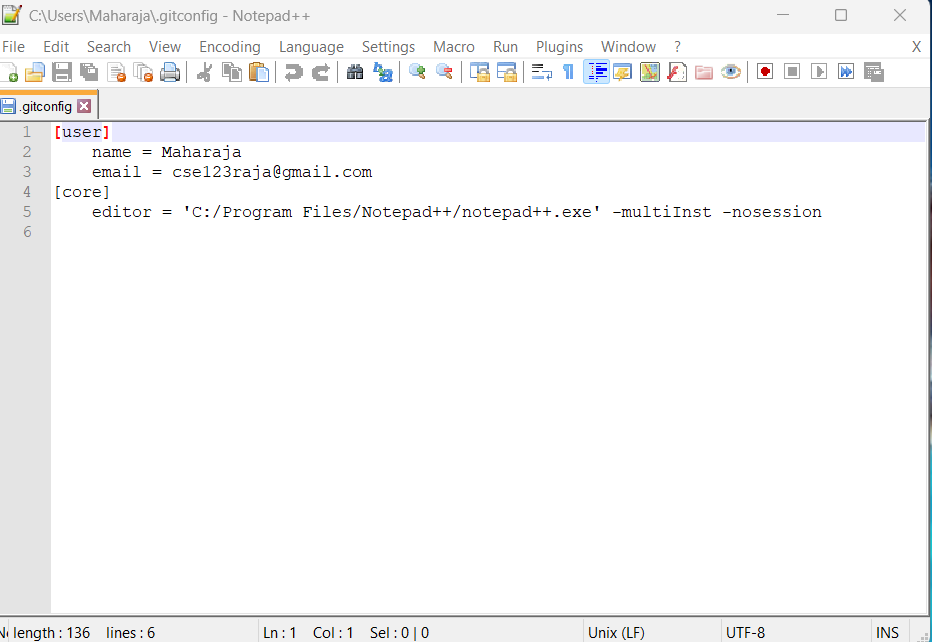 C:\Users\Maharaja\.gitconfig - Notepad++
File Edit Search View Encoding Language Settings Macro Run Plugins Window ? X
.gitconfig
1 [user]
2 name = Maharaja
3 email = cse123raja@gmail.com
4 [core]
5 editor = 'C:/Program Files/Notepad++/notepad++.exe' -multiInst -nosession
6
length : 136 lines : 6 Ln : 1 Col : 1 Sel : 0 | 0 Unix (LF) UTF-8 INS